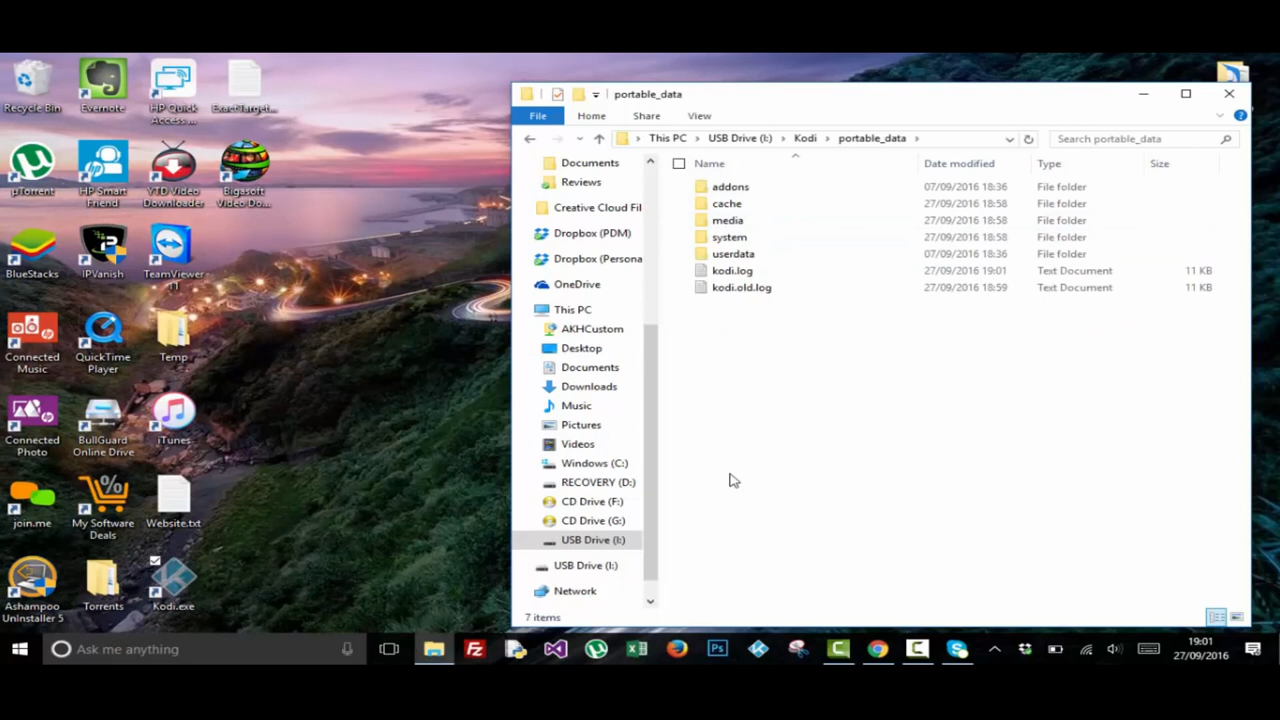 Recycle Bin
Evernote
HP Quick
Access ...
ExactTarget...
µTorrent
HP Smart
Friend
YTD Video
Downloader
Bigasoft
Video Do...
BlueStacks
IPVanish
TeamViewer
11
Connected
Music
QuickTime
Player
Temp
Connected
Photo
BullGuard
Online Drive
iTunes
join.me
My Software
Deals
Website.txt
Ashampoo
Uninstaller 5
Torrents
Kodi.exe
portable_data
File Home Share View
This PC › USB Drive (I:) › Kodi › portable_data ›
Search portable_data
Documents
Reviews
Creative Cloud Fil
Dropbox (PDM)
Dropbox (Persona
OneDrive
This PC
AKHCustom
Desktop
Documents
Downloads
Music
Pictures
Videos
Windows (C:)
RECOVERY (D:)
CD Drive (F:)
CD Drive (G:)
USB Drive (I:)
USB Drive (I:)
Network
Name Date modified Type Size
addons 07/09/2016 18:36 File folder
cache 27/09/2016 18:58 File folder
media 27/09/2016 18:58 File folder
system 27/09/2016 18:58 File folder
userdata 07/09/2016 18:36 File folder
kodi.log 27/09/2016 19:01 Text Document 11 KB
kodi.old.log 27/09/2016 18:59 Text Document 11 KB
7 items
Ask me anything
Fz
Ps
19:01
27/09/2016